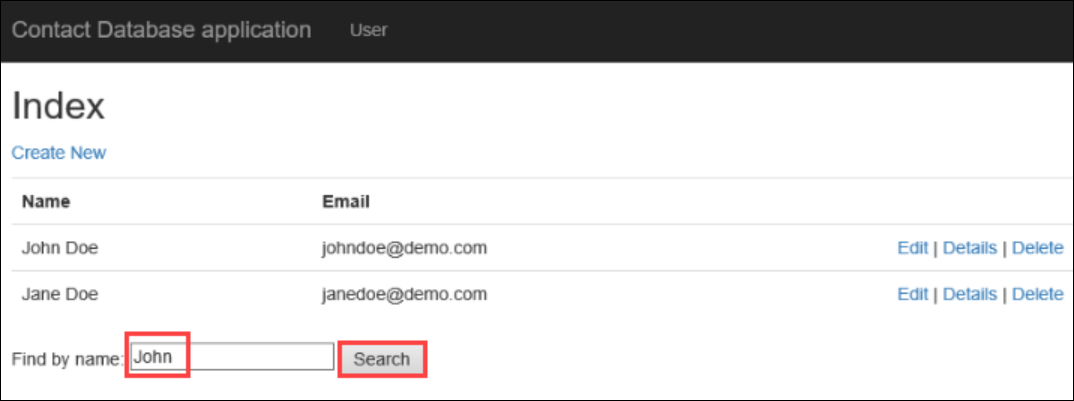 Contact Database application User
Index
Create New
Name Email
John Doe johndoe@demo.com Edit | Details | Delete
Jane Doe janedoe@demo.com Edit | Details | Delete
Find by name: John Search